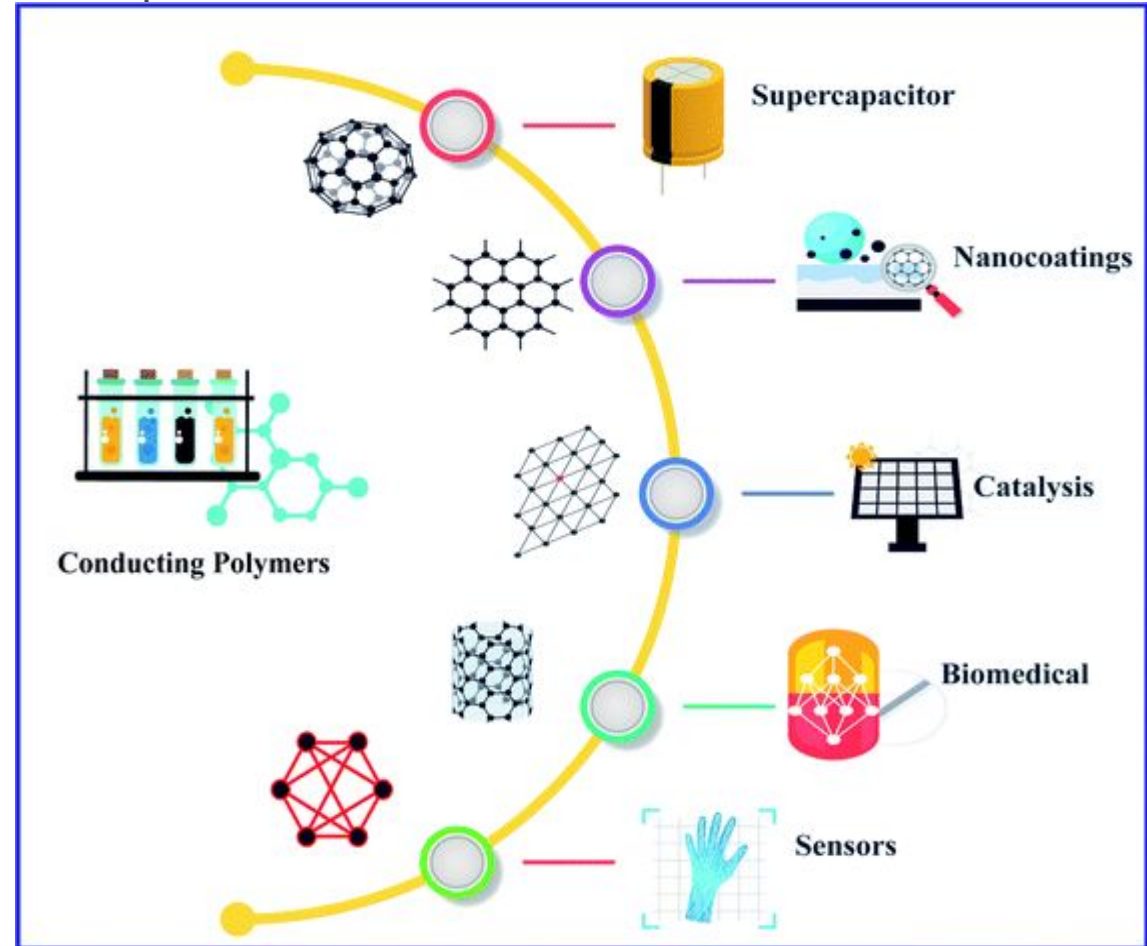 Supercapacitor
Nanocoatings
Conducting Polymers
Catalysis
Biomedical
Sensors